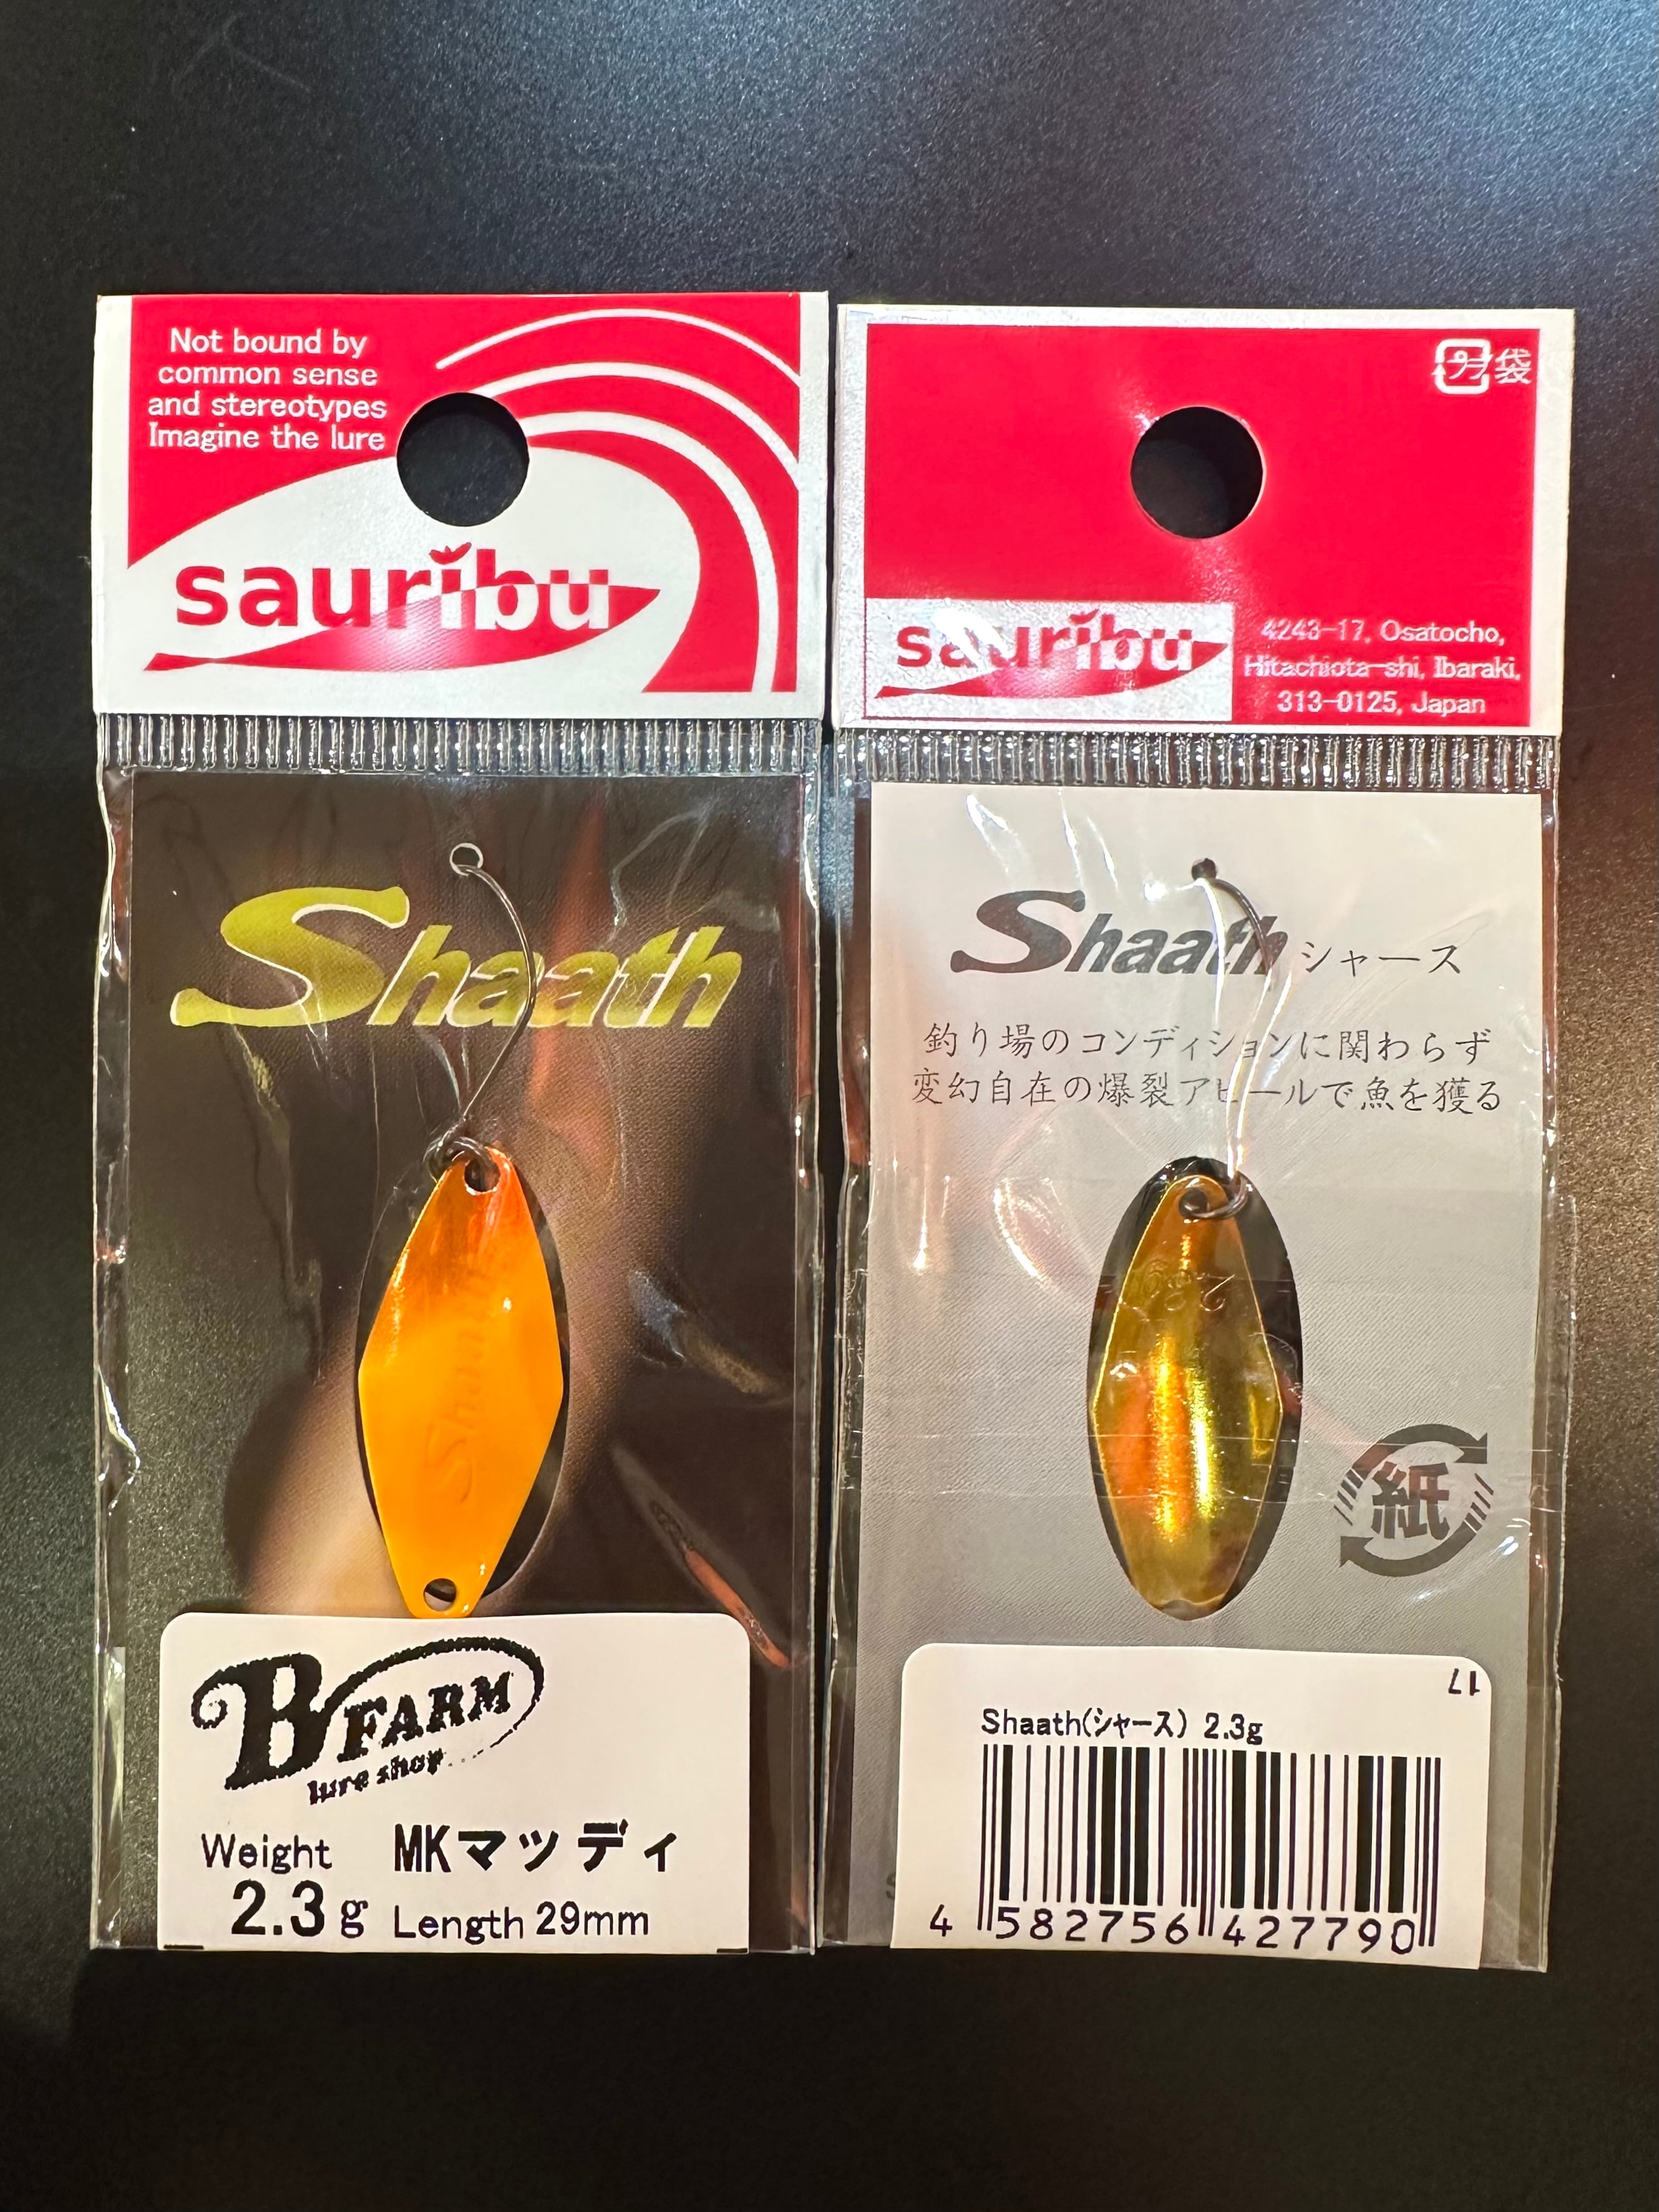 Not bound by
common sense
and stereotypes
Imagine the lure
sauribu
Shaath
Shaath
B FARM
lure shop
Weight
MKマッディ
2.3g
Length 29mm
プラ 袋
sauribu
4243-17, Osatocho,
Hitachiota-shi, Ibaraki,
313-0125, Japan
Shaath シャース
釣り場のコンディションに関わらず
変幻自在の爆裂アピールで魚を獲る
紙
17
Shaath(シャース) 2.3g
4 582756 427790